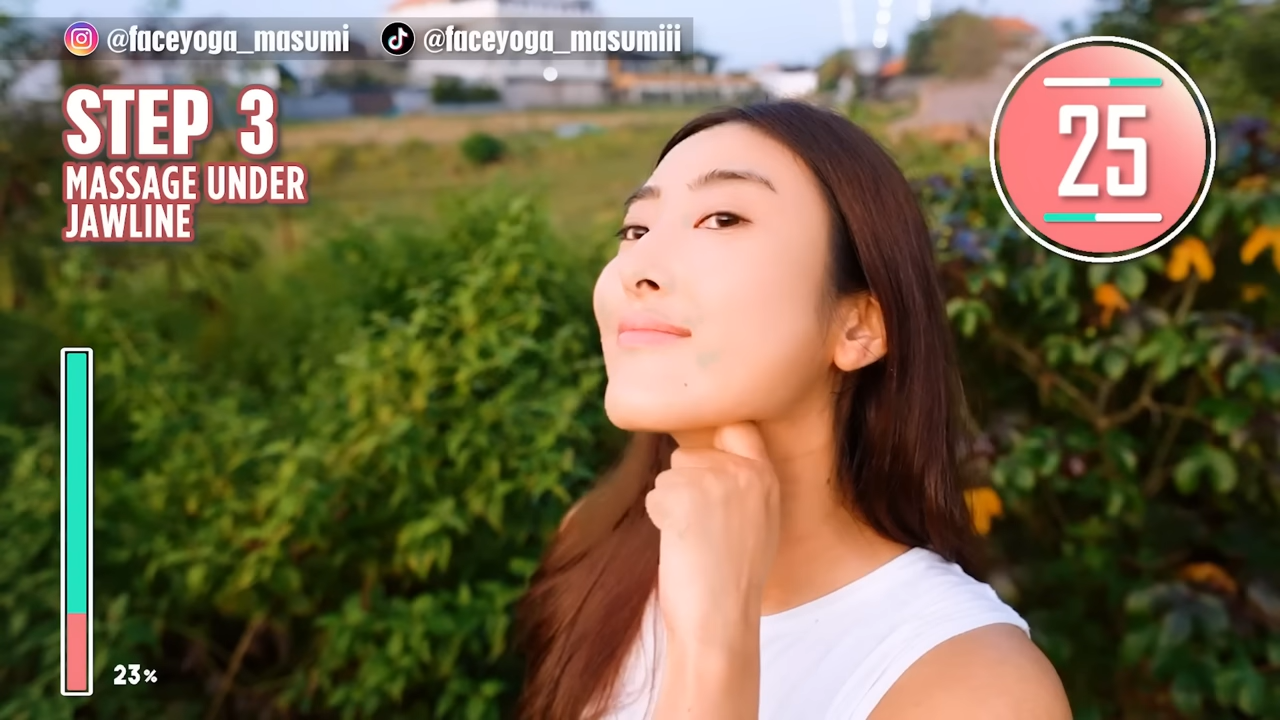 @faceyoga_masumi @faceyoga_masumiii
STEP 3
MASSAGE UNDER
JAWLINE
25
23%